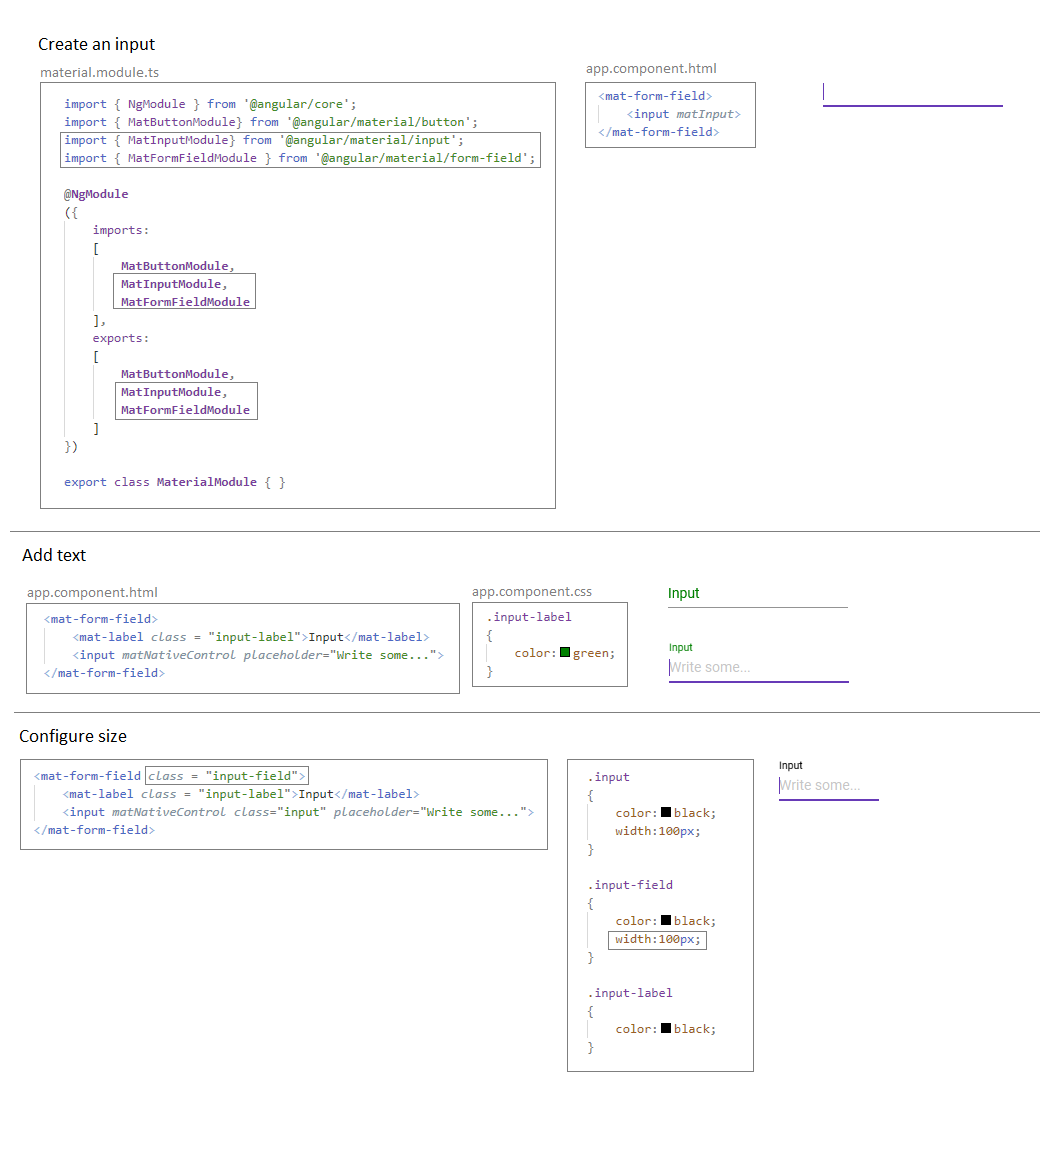 Create an input
material.module.ts
import { NgModule } from '@angular/core';
import { MatButtonModule} from '@angular/material/button';
import { MatInputModule} from '@angular/material/input';
import { MatFormFieldModule } from '@angular/material/form-field';
@NgModule
({
imports:
[
MatButtonModule,
MatInputModule,
MatFormFieldModule
],
exports:
[
MatButtonModule,
MatInputModule,
MatFormFieldModule
]
})
export class MaterialModule { }
app.component.html
<mat-form-field>
<input matInput>
</mat-form-field>
Add text
app.component.html
<mat-form-field>
<mat-label class = "input-label">Input</mat-label>
<input matNativeControl placeholder="Write some...">
</mat-form-field>
app.component.css
.input-label
{
color: green;
}
Input
Input
Write some...
Configure size
<mat-form-field class = "input-field">
<mat-label class = "input-label">Input</mat-label>
<input matNativeControl class="input" placeholder="Write some...">
</mat-form-field>
.input
{
color: black;
width:100px;
}
.input-field
{
color: black;
width:100px;
}
.input-label
{
color: black;
}
Input
Write some...